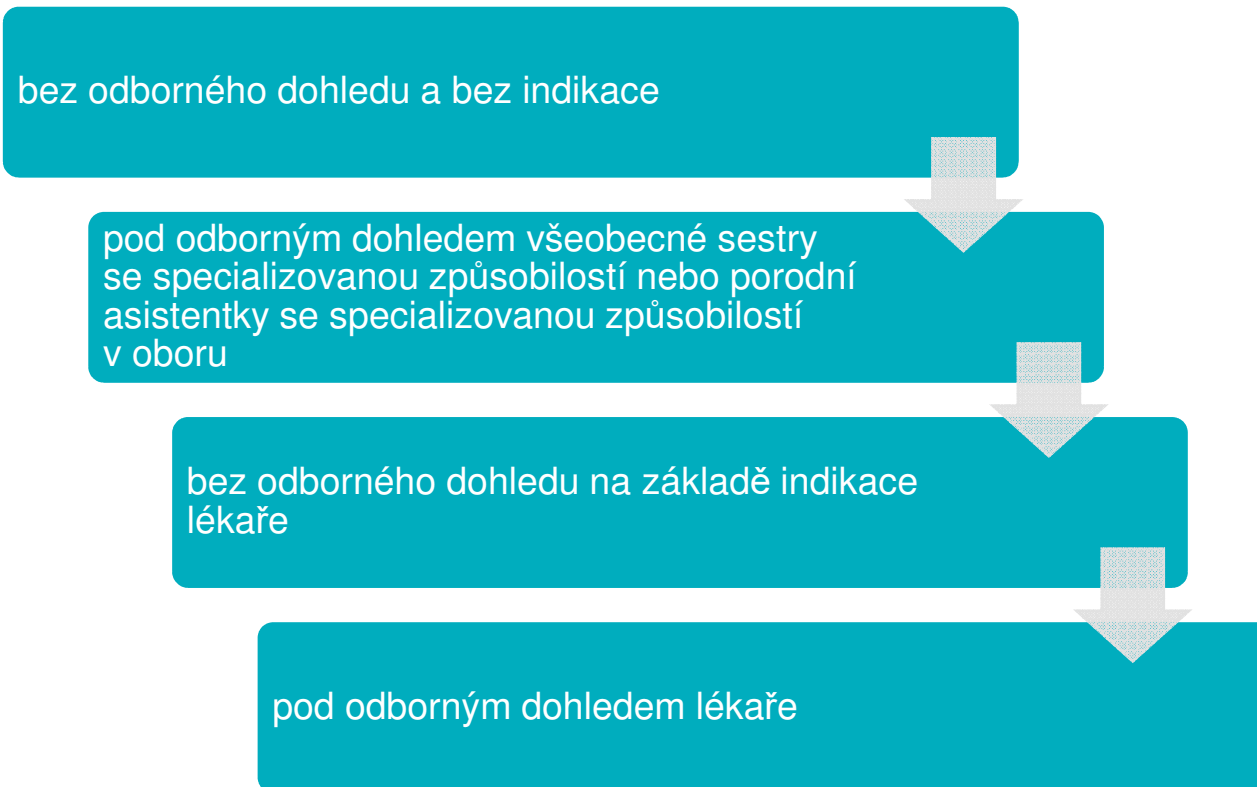 bez odborného dohledu a bez indikace
pod odborným dohledem všeobecné sestry
se specializovanou způsobilostí nebo porodní
asistentky se specializovanou způsobilostí
v oboru
bez odborného dohledu na základě indikace
lékaře
pod odborným dohledem lékaře